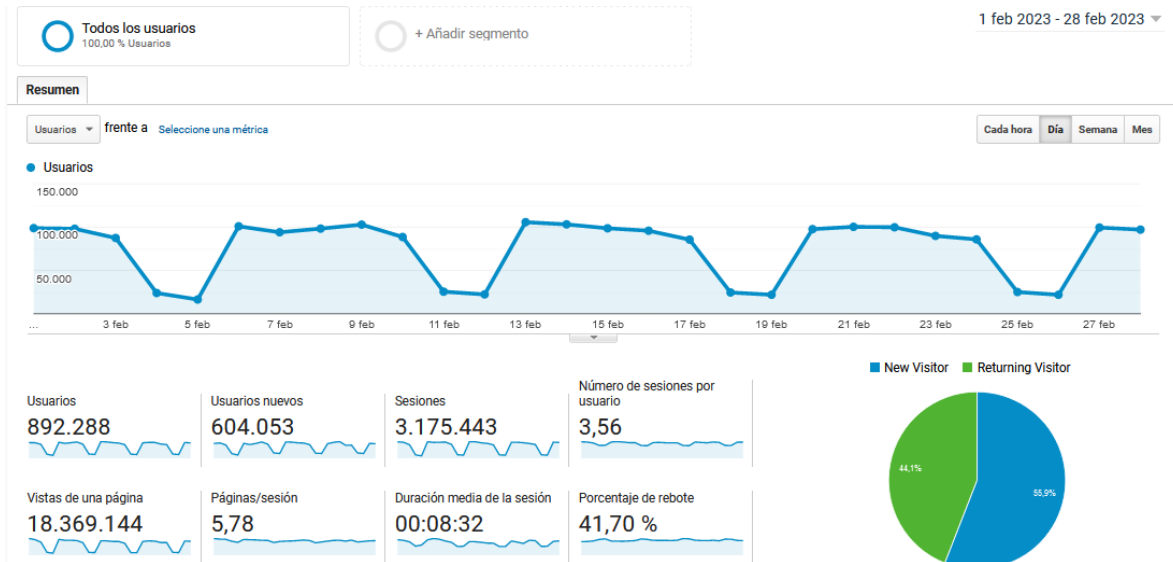 Todos los usuarios
100,00 % Usuarios
+ Añadir segmento
1 feb 2023 - 28 feb 2023
Resumen
Usuarios frente a Seleccione una métrica
Cada hora Día Semana Mes
Usuarios
150.000
100.000
50.000
... 3 feb 5 feb 7 feb 9 feb 11 feb 13 feb 15 feb 17 feb 19 feb 21 feb 23 feb 25 feb 27 feb
New Visitor Returning Visitor
Usuarios
892.288
Usuarios nuevos
604.053
Sesiones
3.175.443
Número de sesiones por
usuario
3,56
Vistas de una página
18.369.144
Páginas/sesión
5,78
Duración media de la sesión
00:08:32
Porcentaje de rebote
41,70 %
44,1%
55,9%